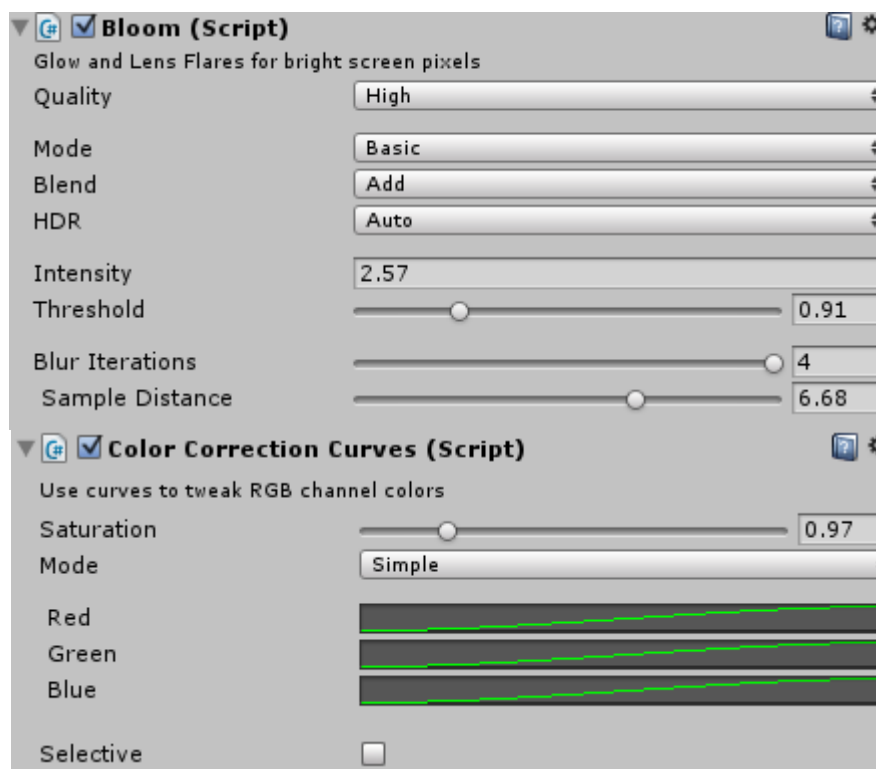 Bloom (Script)
Glow and Lens Flares for bright screen pixels
Quality High
Mode Basic
Blend Add
HDR Auto
Intensity 2.57
Threshold 0.91
Blur Iterations 4
Sample Distance 6.68
Color Correction Curves (Script)
Use curves to tweak RGB channel colors
Saturation 0.97
Mode Simple
Red
Green
Blue
Selective